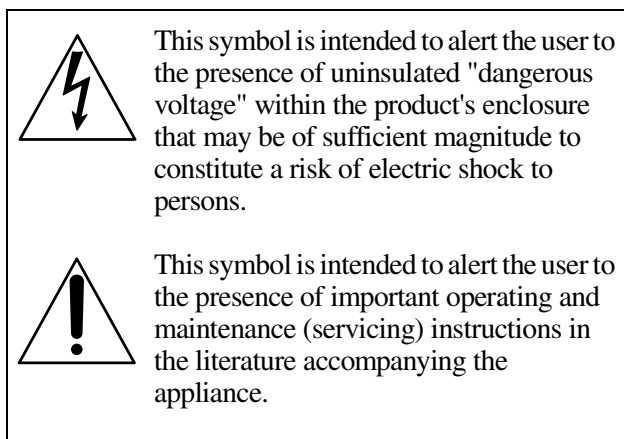 This symbol is intended to alert the user to
the presence of uninsulated "dangerous
voltage" within the product's enclosure
that may be of sufficient magnitude to
constitute a risk of electric shock to
persons.
This symbol is intended to alert the user to
the presence of important operating and
maintenance (servicing) instructions in
the literature accompanying the
appliance.